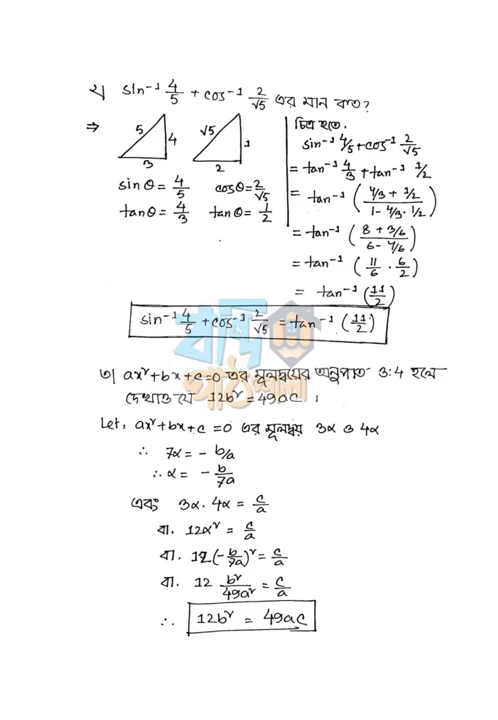 ২) sin⁻¹ 4/5 + cos⁻¹ 2/√5 এর মান কত?
⇒ 5 4 3 √5 1 2
sinθ = 4/5 cosθ = 2/√5
tanθ = 4/3 tanθ = 1/2
চিত্র হতে,
sin⁻¹ 4/5 + cos⁻¹ 2/√5
= tan⁻¹ 4/3 + tan⁻¹ 1/2
= tan⁻¹ ( (4/3 + 1/2) / (1 - 4/3 · 1/2) )
= tan⁻¹ ( (8 + 3/6) / (6 - 4/6) )
= tan⁻¹ ( 11/6 · 6/2 )
= tan⁻¹ (11/2)
sin⁻¹ 4/5 + cos⁻¹ 2/√5 = tan⁻¹ (11/2)
বন্দি পাঠশালা
৩) ax² + bx + c = 0 এর মূলদ্বয়ের অনুপাত 3:4 হলে
দেখাও যে 12b² = 49ac ।
Let, ax² + bx + c = 0 এর মূলদ্বয় 3α ও 4α
∴ 7α = - b/a
∴ α = - b/7a
এবং 3α · 4α = c/a
বা, 12α² = c/a
বা, 12(- b/7a)² = c/a
বা, 12 b²/49a² = c/a
∴ 12b² = 49ac